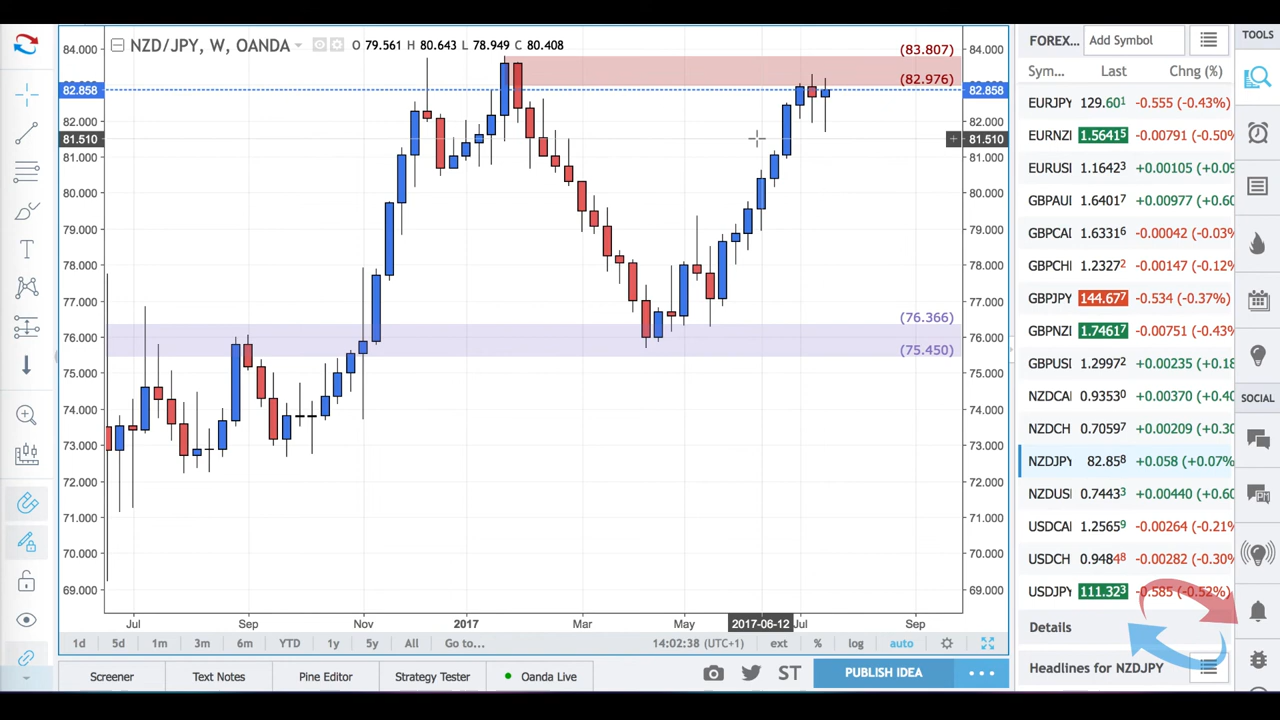 NZD/JPY, W, OANDA
O 79.561 H 80.643 L 78.949 C 80.408
84.000
82.858
82.000
81.510
81.000
80.000
79.000
78.000
77.000
76.000
75.000
74.000
73.000
72.000
71.000
70.000
69.000
(83.807)
(82.976)
(76.366)
(75.450)
84.000
82.858
82.000
81.510
81.000
80.000
79.000
78.000
77.000
76.000
75.000
74.000
73.000
72.000
71.000
70.000
69.000
Jul Sep Nov 2017 Mar May 2017-06-12 Jul Sep
1d 5d 1m 3m 6m YTD 1y 5y All Go to... 14:02:38 (UTC+1) ext % log auto
Screener Text Notes Pine Editor Strategy Tester Oanda Live ST PUBLISH IDEA
FOREX... Add Symbol
Sym... Last Chng (%)
EURJPY 129.601 -0.555 (-0.43%)
EURNZI 1.56415 -0.00791 (-0.50%
EURUSI 1.16423 +0.00105 (+0.09
GBPAU 1.64017 +0.00977 (+0.60
GBPCAI 1.63316 -0.00042 (-0.03%
GBPCHI 1.23272 -0.00147 (-0.12%
GBPJPY 144.677 -0.534 (-0.37%)
GBPNZI 1.74617 -0.00751 (-0.43%
GBPUSI 1.29972 +0.00235 (+0.18
NZDCA 0.93530 +0.00370 (+0.40
NZDCH 0.70597 +0.00209 (+0.30
NZDJPY 82.858 +0.058 (+0.07%)
NZDUS 0.74433 +0.00440 (+0.60
USDCA 1.25659 -0.00264 (-0.21%
USDCH 0.94848 -0.00282 (-0.30%
USDJPY 111.323 -0.585 (-0.52%)
Details
Headlines for NZDJPY
TOOLS
SOCIAL